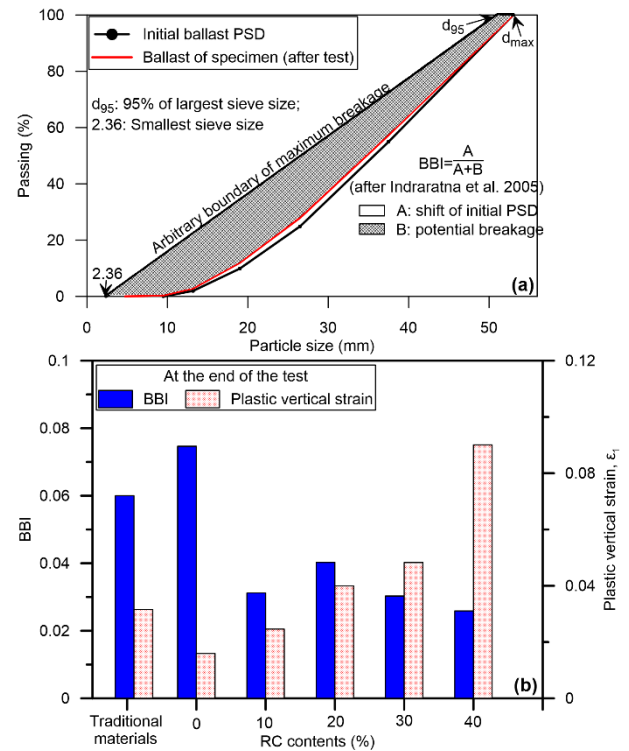 100
80
60
40
20
0
Passing (%)
Initial ballast PSD
Ballast of specimen (after test)
d95
dmax
d95: 95% of largest sieve size;
2.36: Smallest sieve size
Arbitrary boundary of maximum breakage
BBI=A/A+B
(after Indraratna et al. 2005)
A: shift of initial PSD
B: potential breakage
2.36
(a)
0 10 20 30 40 50
Particle size (mm)
At the end of the test
BBI Plastic vertical strain
0.1
0.08
0.06
0.04
0.02
0
BBI
0.12
0.08
0.04
0
Plastic vertical strain, ε1
(b)
Traditional
materials
0 10 20 30 40
RC contents (%)